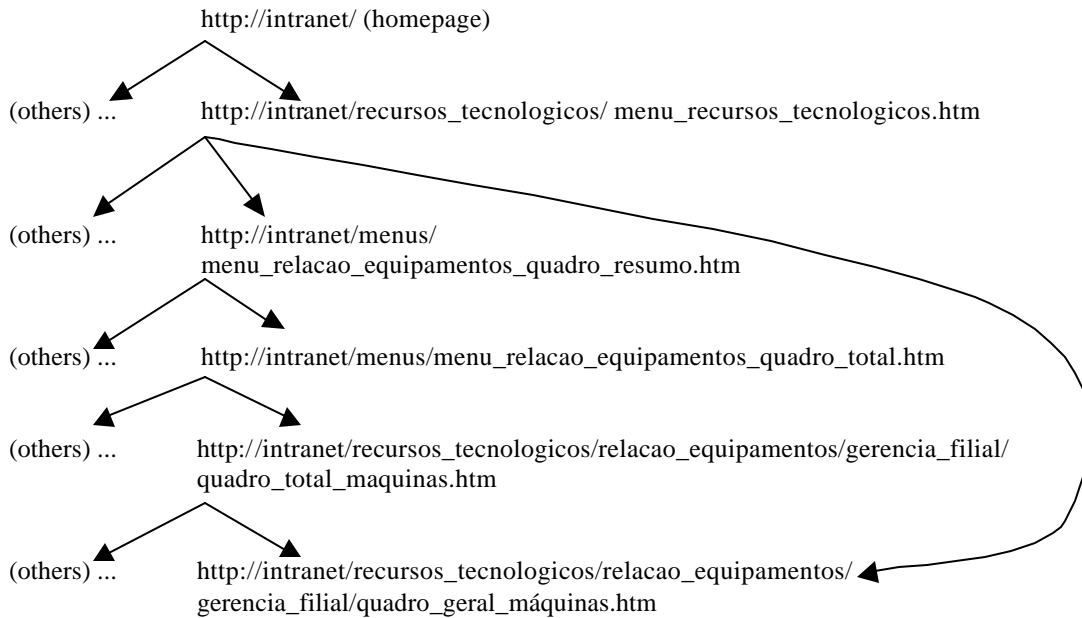 http://intranet/ (homepage)
(others) ... http://intranet/recursos_tecnologicos/ menu_recursos_tecnologicos.htm
(others) ... http://intranet/menus/
menu_relacao_equipamentos_quadro_resumo.htm
(others) ... http://intranet/menus/menu_relacao_equipamentos_quadro_total.htm
(others) ... http://intranet/recursos_tecnologicos/relacao_equipamentos/gerencia_filial/
quadro_total_maquinas.htm
(others) ... http://intranet/recursos_tecnologicos/relacao_equipamentos/
gerencia_filial/quadro_geral_máquinas.htm